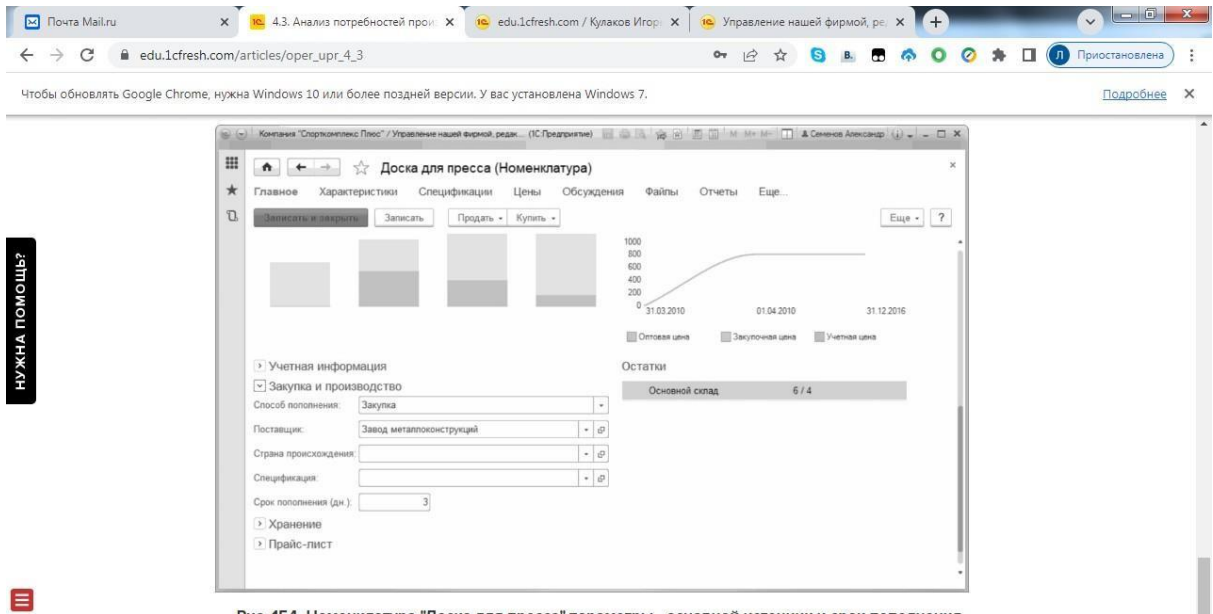 Почта Mail.ru
4.3. Анализ потребностей прои
edu.1cfresh.com / Кулаков Игор
Управление нашей фирмой, ре
edu.1cfresh.com/articles/oper_upr_4_3
Приостановлена
Чтобы обновлять Google Chrome, нужна Windows 10 или более поздней версии. У вас установлена Windows 7.
Подробнее
НУЖНА ПОМОЩЬ?
Компания "Спорткомплекс Плюс" / Управление нашей фирмой, редак... (1С:Предприятие)
M M+ M-
Семенов Александр
Доска для пресса (Номенклатура)
Главное Характеристики Спецификации Цены Обсуждения Файлы Отчеты Еще...
Записать и закрыть Записать Продать Купить Еще ?
1000
800
600
400
200
0
31.03.2010 01.04.2010 31.12.2016
Оптовая цена Закупочная цена Учетная цена
Учетная информация
Закупка и производство
Способ пополнения: Закупка
Поставщик: Завод металлоконструкций
Страна происхождения:
Спецификация:
Срок пополнения (дн.): 3
Хранение
Прайс-лист
Остатки
Основной склад 6 / 4